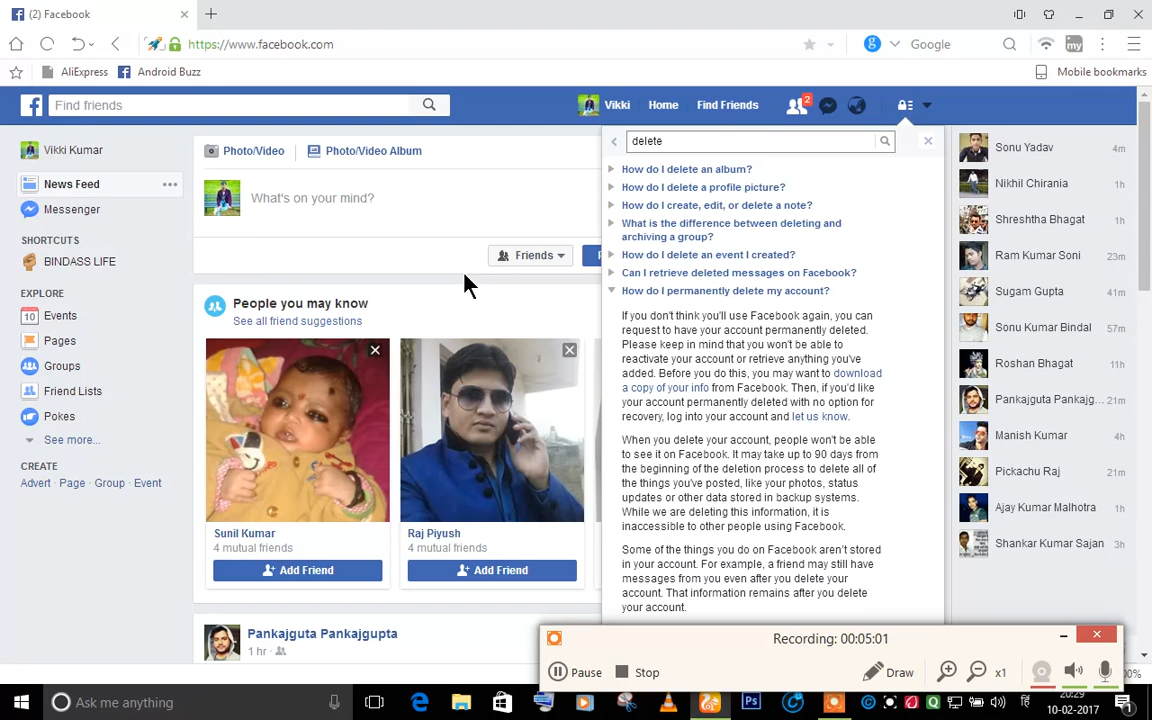 (2) Facebook
https://www.facebook.com
Google
AliExpress
Android Buzz
Mobile bookmarks
Find friends
Vikki
Home
Find Friends
2
Vikki Kumar
News Feed
Messenger
SHORTCUTS
BINDASS LIFE
EXPLORE
10 Events
Pages
Groups
Friend Lists
Pokes
See more...
CREATE
Advert · Page · Group · Event
Photo/Video
Photo/Video Album
What's on your mind?
Friends
People you may know
See all friend suggestions
Sunil Kumar
4 mutual friends
Add Friend
Raj Piyush
4 mutual friends
Add Friend
Pankajguta Pankajgupta
1 hr
delete
How do I delete an album?
How do I delete a profile picture?
How do I create, edit, or delete a note?
What is the difference between deleting and
archiving a group?
How do I delete an event I created?
Can I retrieve deleted messages on Facebook?
How do I permanently delete my account?
If you don't think you'll use Facebook again, you can
request to have your account permanently deleted.
Please keep in mind that you won't be able to
reactivate your account or retrieve anything you've
added. Before you do this, you may want to download
a copy of your info from Facebook. Then, if you'd like
your account permanently deleted with no option for
recovery, log into your account and let us know.
When you delete your account, people won't be able
to see it on Facebook. It may take up to 90 days from
the beginning of the deletion process to delete all of
the things you've posted, like your photos, status
updates or other data stored in backup systems.
While we are deleting this information, it is
inaccessible to other people using Facebook.
Some of the things you do on Facebook aren't stored
in your account. For example, a friend may still have
messages from you even after you delete your
account. That information remains after you delete
your account.
Sonu Yadav 4m
Nikhil Chirania 1h
Shreshtha Bhagat 1h
Ram Kumar Soni 23m
Sugam Gupta 1h
Sonu Kumar Bindal 57m
Roshan Bhagat 11h
Pankajguta Pankajg... 21m
Manish Kumar 4h
Pickachu Raj 21m
Ajay Kumar Malhotra 1h
Shankar Kumar Sajan 3h
Recording: 00:05:01
Pause
Stop
Draw
x1
Ask me anything
Ps
20:29
10-02-2017
1